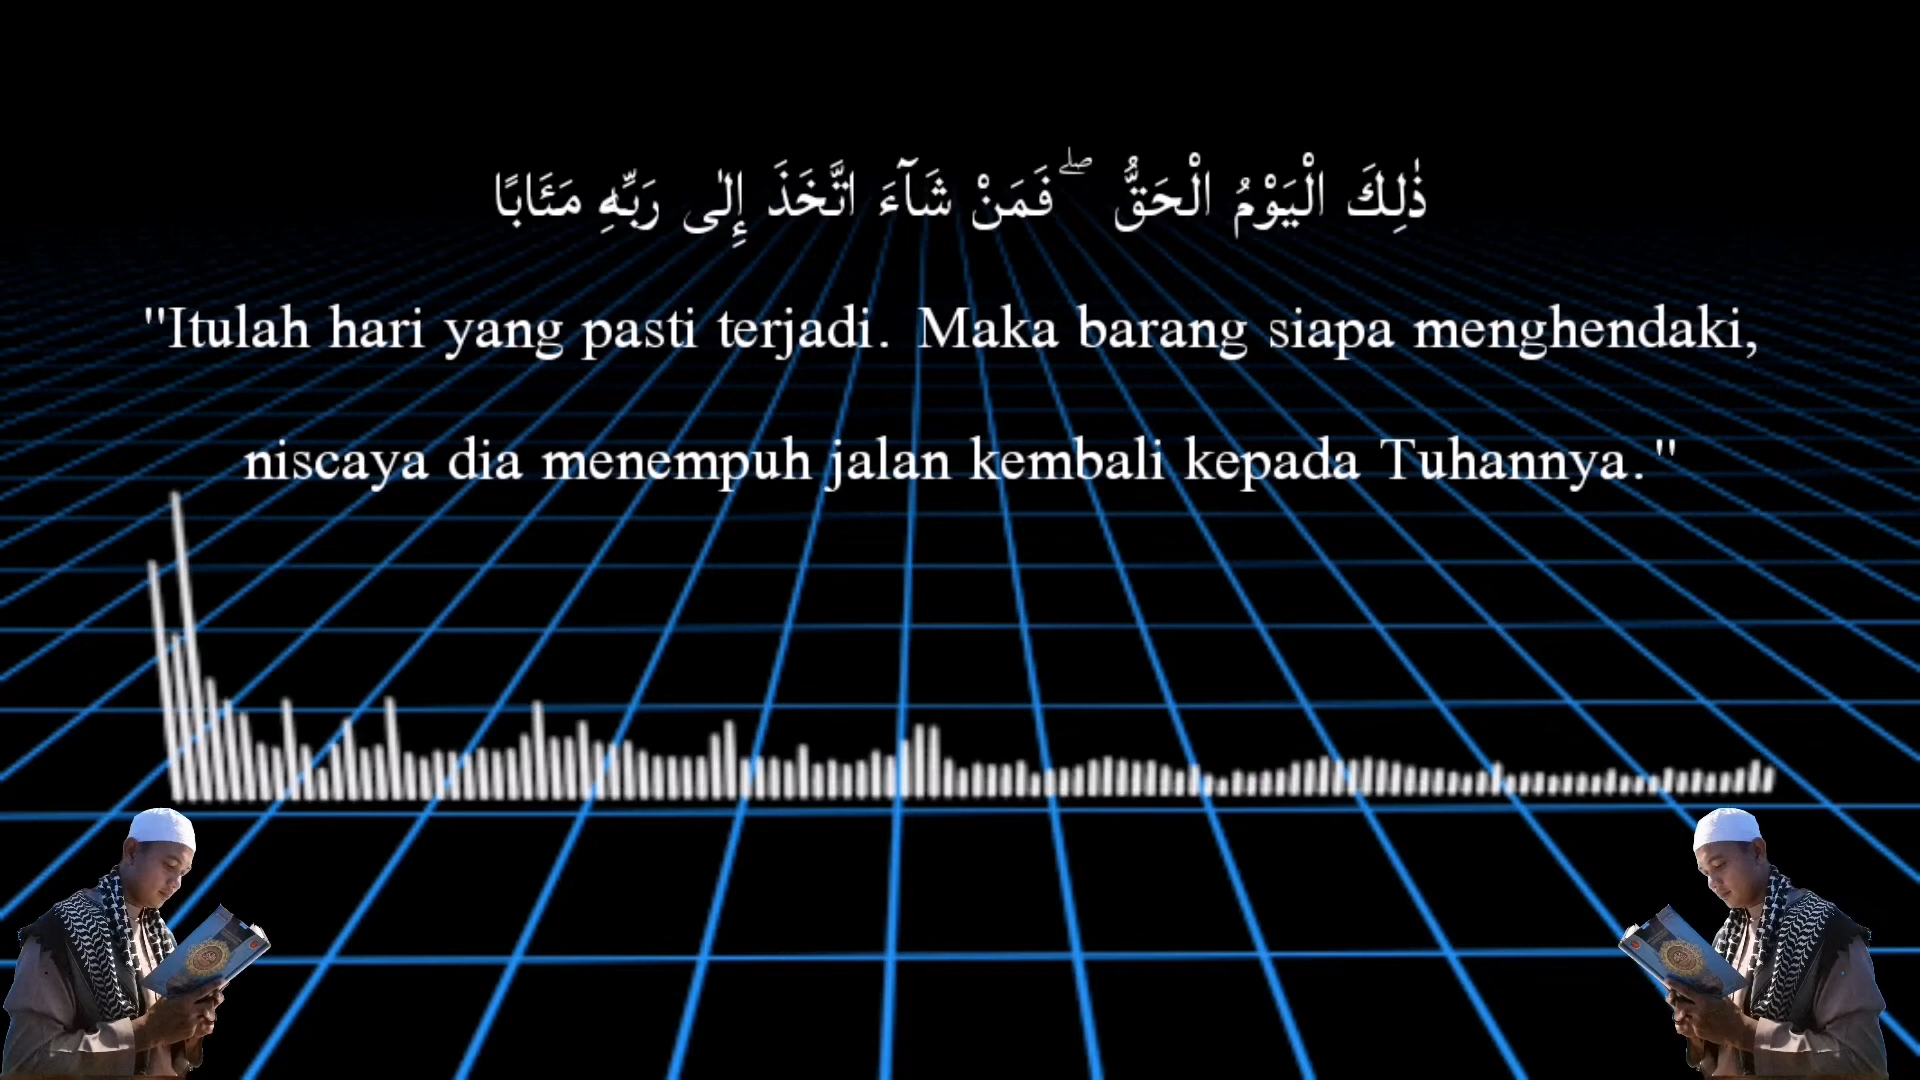 ذَٰلِكَ الْيَوْمُ الْحَقُّ ۖ فَمَنْ شَآءَ اتَّخَذَ إِلٰى رَبِّهِ مَئَابًا
"Itulah hari yang pasti terjadi. Maka barang siapa menghendaki,
niscaya dia menempuh jalan kembali kepada Tuhannya."